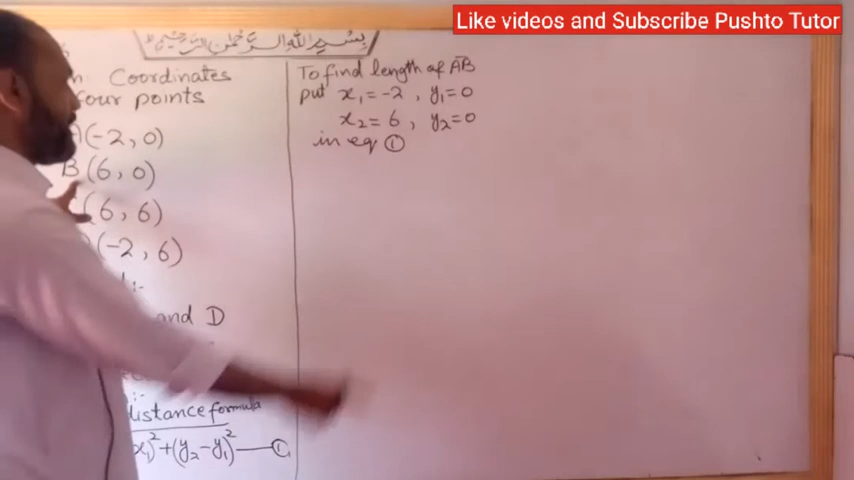 Like videos and Subscribe Pushto Tutor
بِسْمِ اللهِ الرَّحْمٰنِ الرَّحِيْمِ
Coordinates
four points
(-2, 0)
B(6, 0)
(6, 6)
(-2, 6)
and D
distance formula
x₁)² + (y₂-y₁)² — ①
To find length of A̅B̅
put x₁ = -2 , y₁ = 0
x₂ = 6 , y₂ = 0
in eq ①